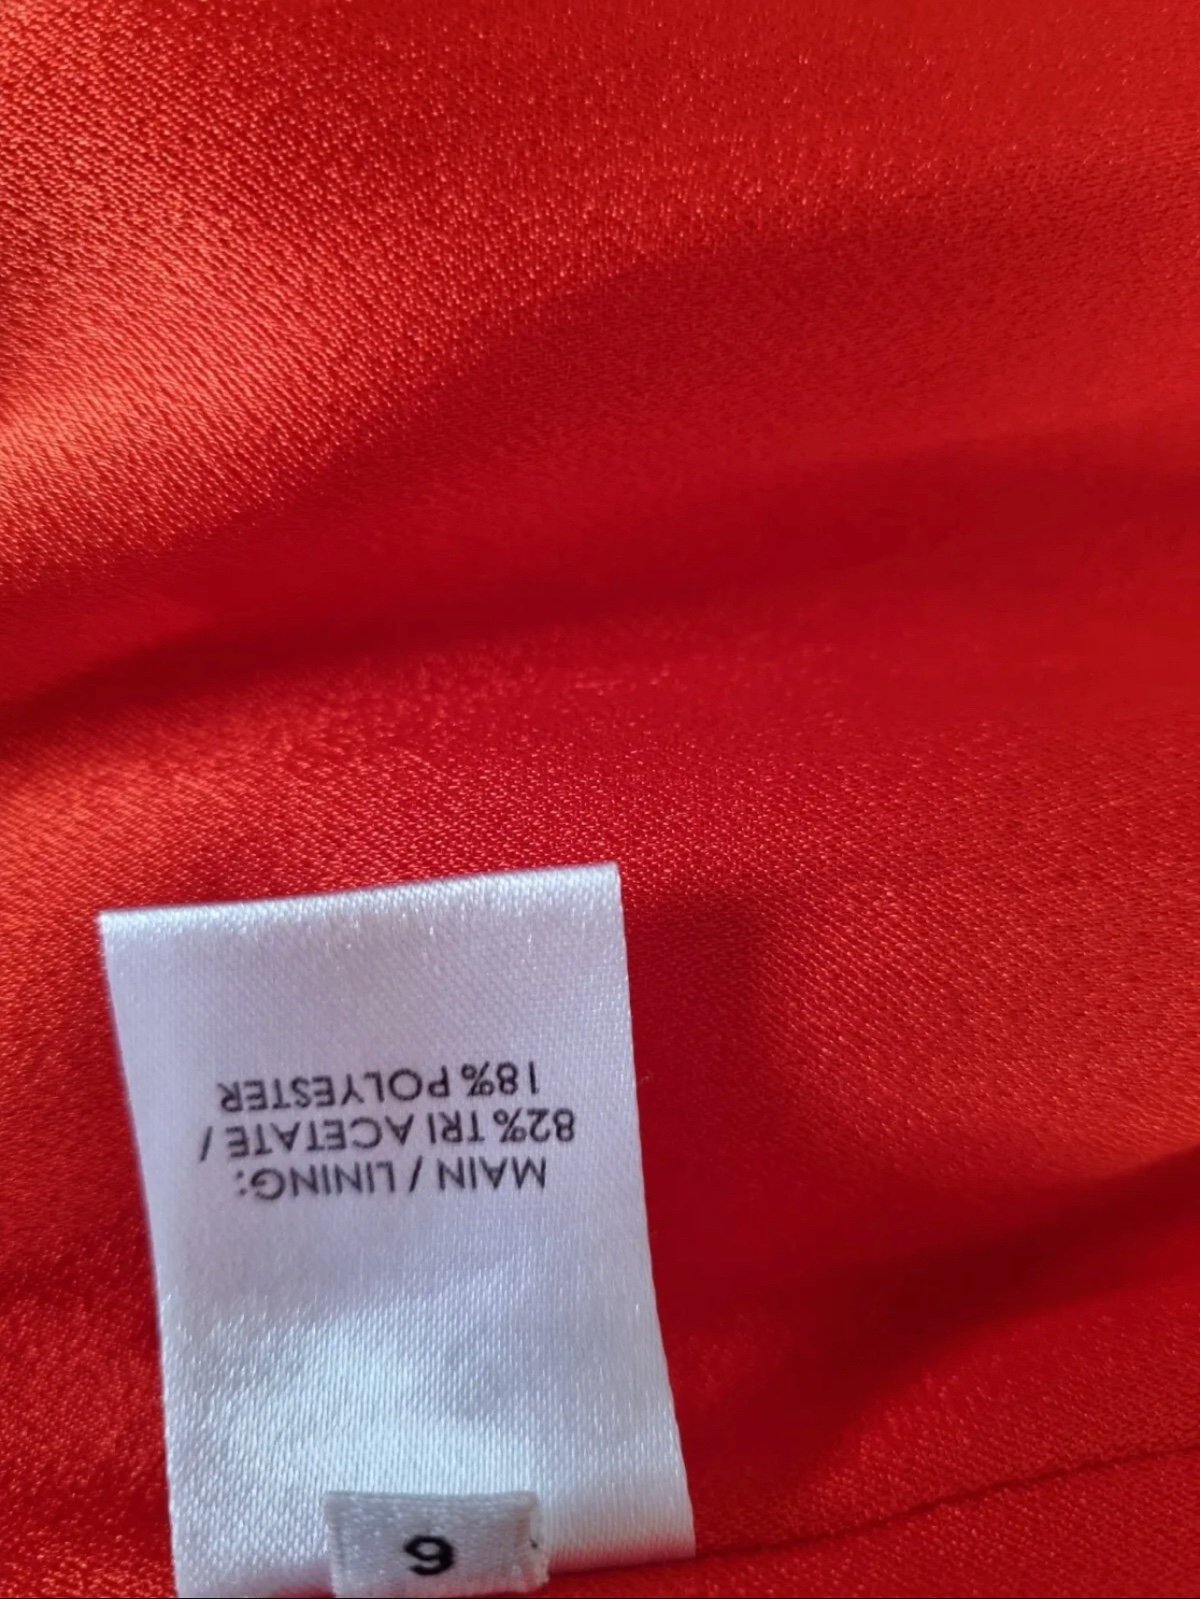 MAIN / LINING:
82% TRI ACETATE /
18% POLYESTER
6